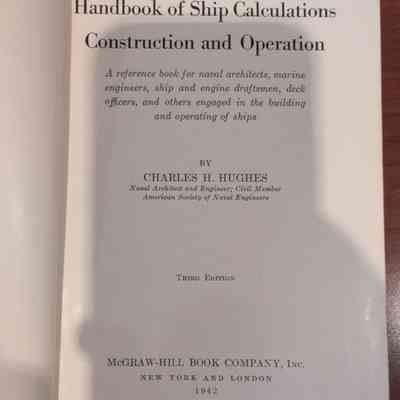 Handbook of Ship Calculations
Construction and Operation
A reference book for naval architects, marine
engineers, ship and engine draftsmen, deck
officers, and others engaged in the building
and operating of ships
BY
CHARLES H. HUGHES
Naval Architect and Engineer; Civil Member
American Society of Naval Engineers
THIRD EDITION
McGRAW-HILL BOOK COMPANY, INC.
NEW YORK AND LONDON
1942